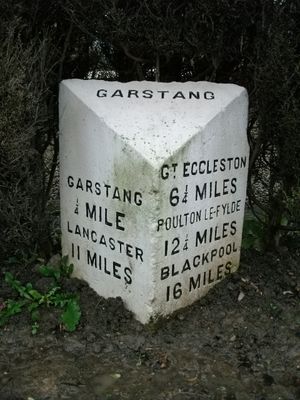 GARSTANG
GARSTANG
¼ MILE
LANCASTER
11 MILES
GT ECCLESTON
6¼ MILES
POULTON-LE-FYLDE
12¼ MILES
BLACKPOOL
16 MILES